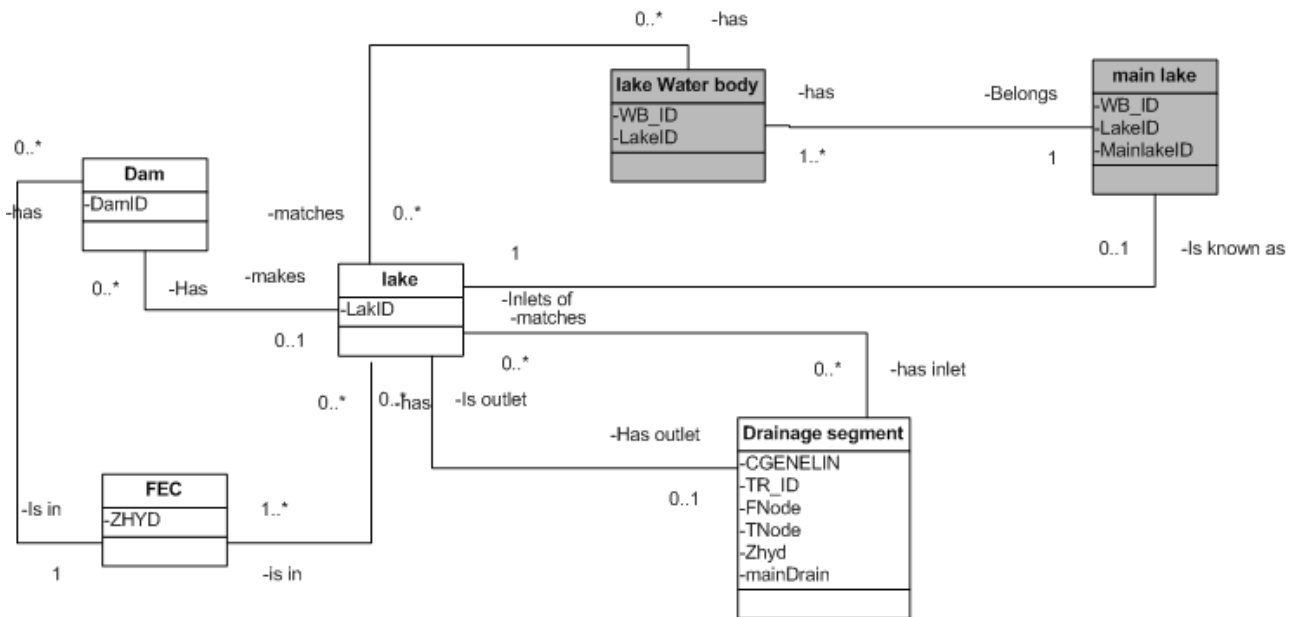 0..*
-has
lake Water body
-WB_ID
-LakeID
-has
1..*
-Belongs
1
main lake
-WB_ID
-LakeID
-MainlakeID
0..*
-has
Dam
-DamID
-matches
0..*
0..1
-Is known as
1
0..*
-Has
-makes
0..1
lake
-LakID
-Inlets of
-matches
0..*
0..*
-has inlet
0..*
0..*
-has
-Is outlet
-Has outlet
0..1
Drainage segment
-CGENELIN
-TR_ID
-FNode
-TNode
-Zhyd
-mainDrain
FEC
-ZHYD
-Is in
1
1..*
-is in